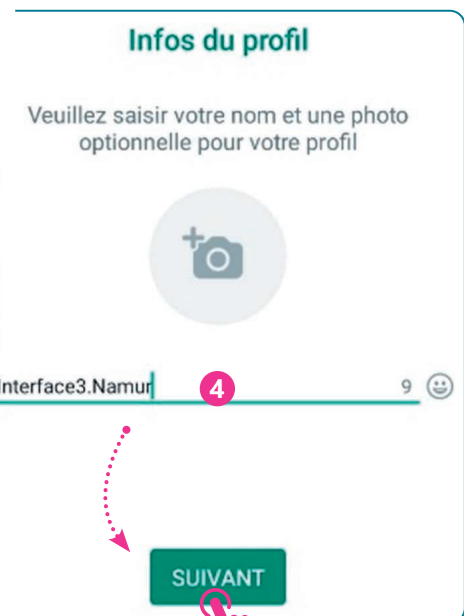 Infos du profil
Veuillez saisir votre nom et une photo
optionnelle pour votre profil
Interface3.Namur 4 9
SUIVANT